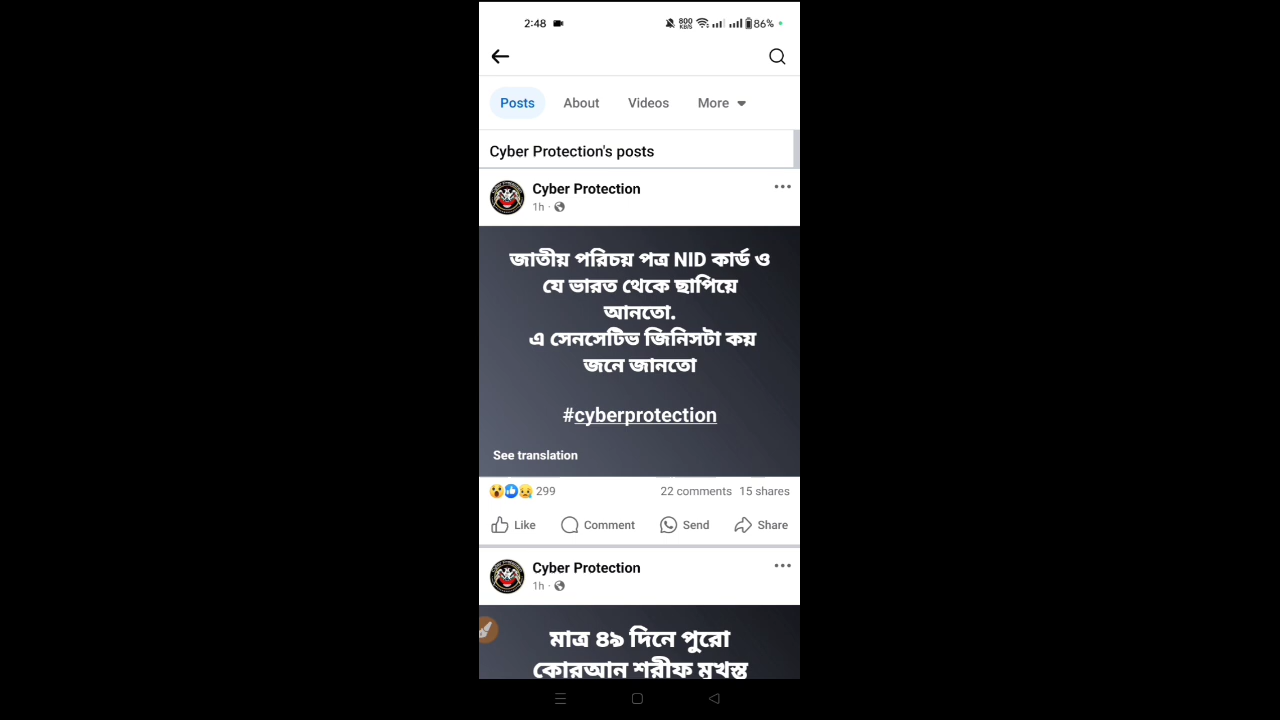 2:48
800
KB/S
86%
Posts
About
Videos
More
Cyber Protection's posts
Cyber Protection
1h ·
জাতীয় পরিচয় পত্র NID কার্ড ও
যে ভারত থেকে ছাপিয়ে
আনতো.
এ সেনসেটিভ জিনিসটা কয়
জনে জানতো
#cyberprotection
See translation
299
22 comments
15 shares
Like
Comment
Send
Share
Cyber Protection
1h ·
মাত্র ৪৯ দিনে পুরো
কোরআন শরীফ মুখস্ত